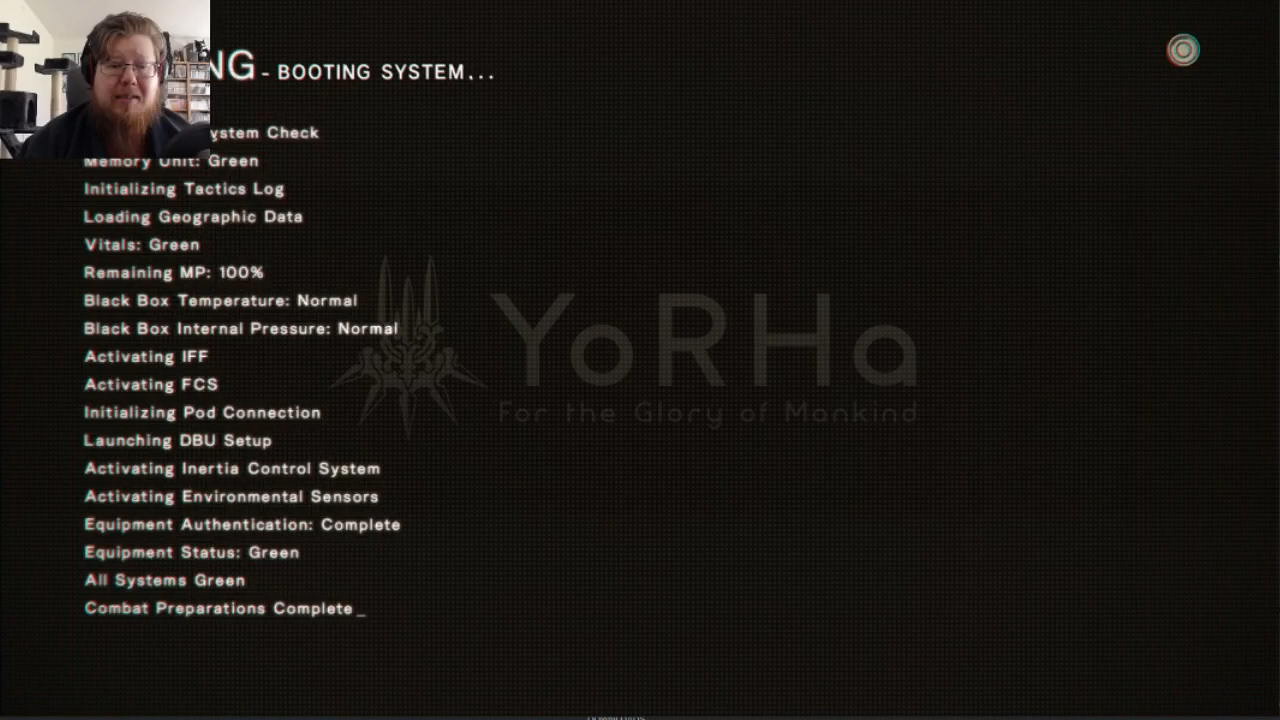 - BOOTING SYSTEM...
Check
Memory Unit: Green
Initializing Tactics Log
Loading Geographic Data
Vitals: Green
Remaining MP: 100%
Black Box Temperature: Normal
Black Box Internal Pressure: Normal
Activating IFF
Activating FCS
Initializing Pod Connection
Launching DBU Setup
Activating Inertia Control System
Activating Environmental Sensors
Equipment Authentication: Complete
Equipment Status: Green
All Systems Green
Combat Preparations Complete _
YoRHa
For the Glory of Mankind